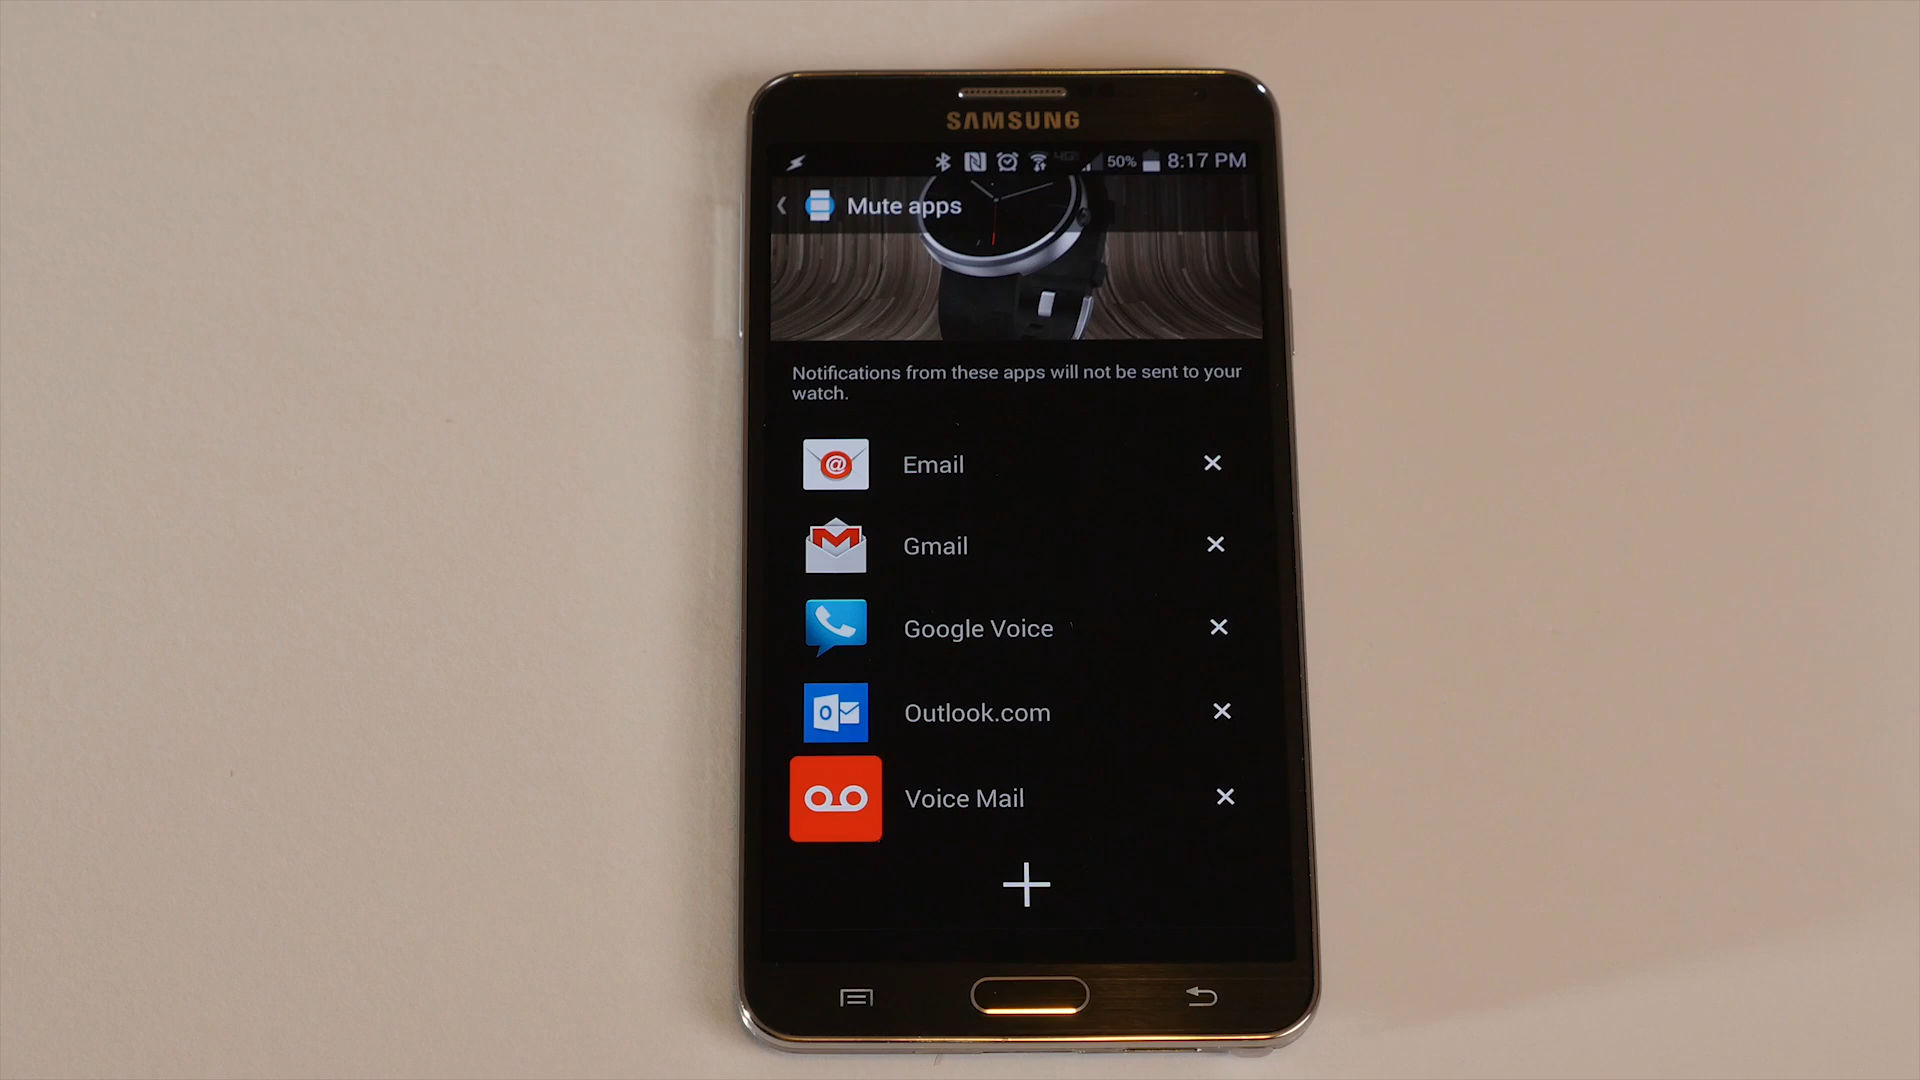 SAMSUNG
50% 8:17 PM
Mute apps
Notifications from these apps will not be sent to your
watch.
Email
Gmail
Google Voice
Outlook.com
Voice Mail